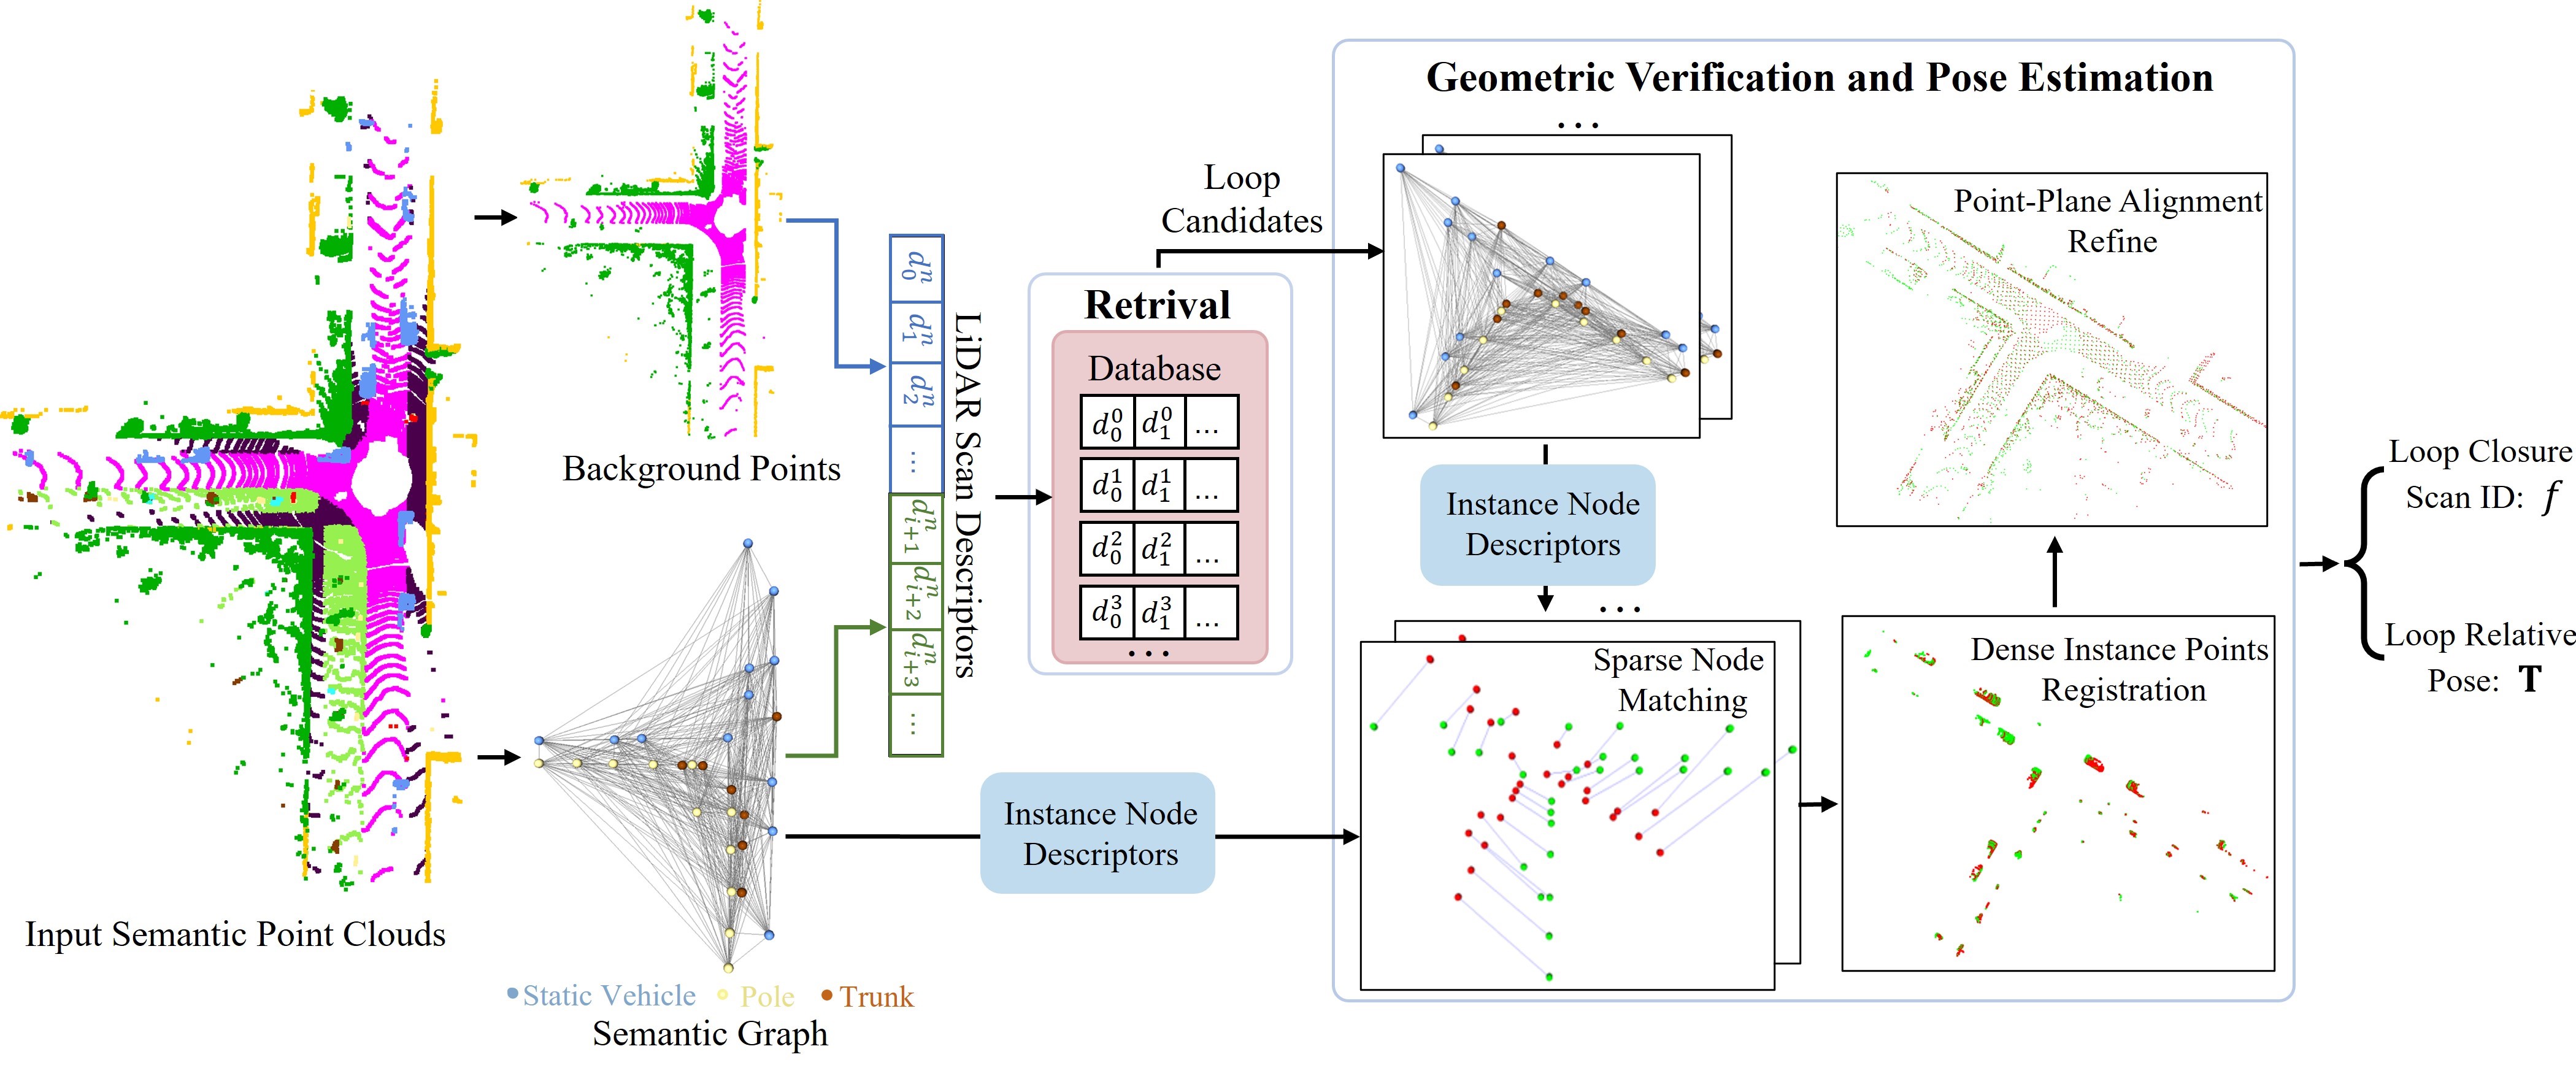 Input Semantic Point Clouds
Background Points
Static Vehicle
Pole
Trunk
Semantic Graph
d_0^n
d_1^n
d_2^n
...
d_{i+1}^n
d_{i+2}^n
d_{i+3}^n
...
LiDAR Scan Descriptors
Retrival
Database
d_0^0 d_1^0 ...
d_0^1 d_1^1 ...
d_0^2 d_1^2 ...
d_0^3 d_1^3 ...
...
Loop
Candidates
Instance Node
Descriptors
Geometric Verification and Pose Estimation
...
Instance Node
Descriptors
...
Sparse Node
Matching
Dense Instance Points
Registration
Point-Plane Alignment
Refine
Loop Closure
Scan ID: f
Loop Relative
Pose: T